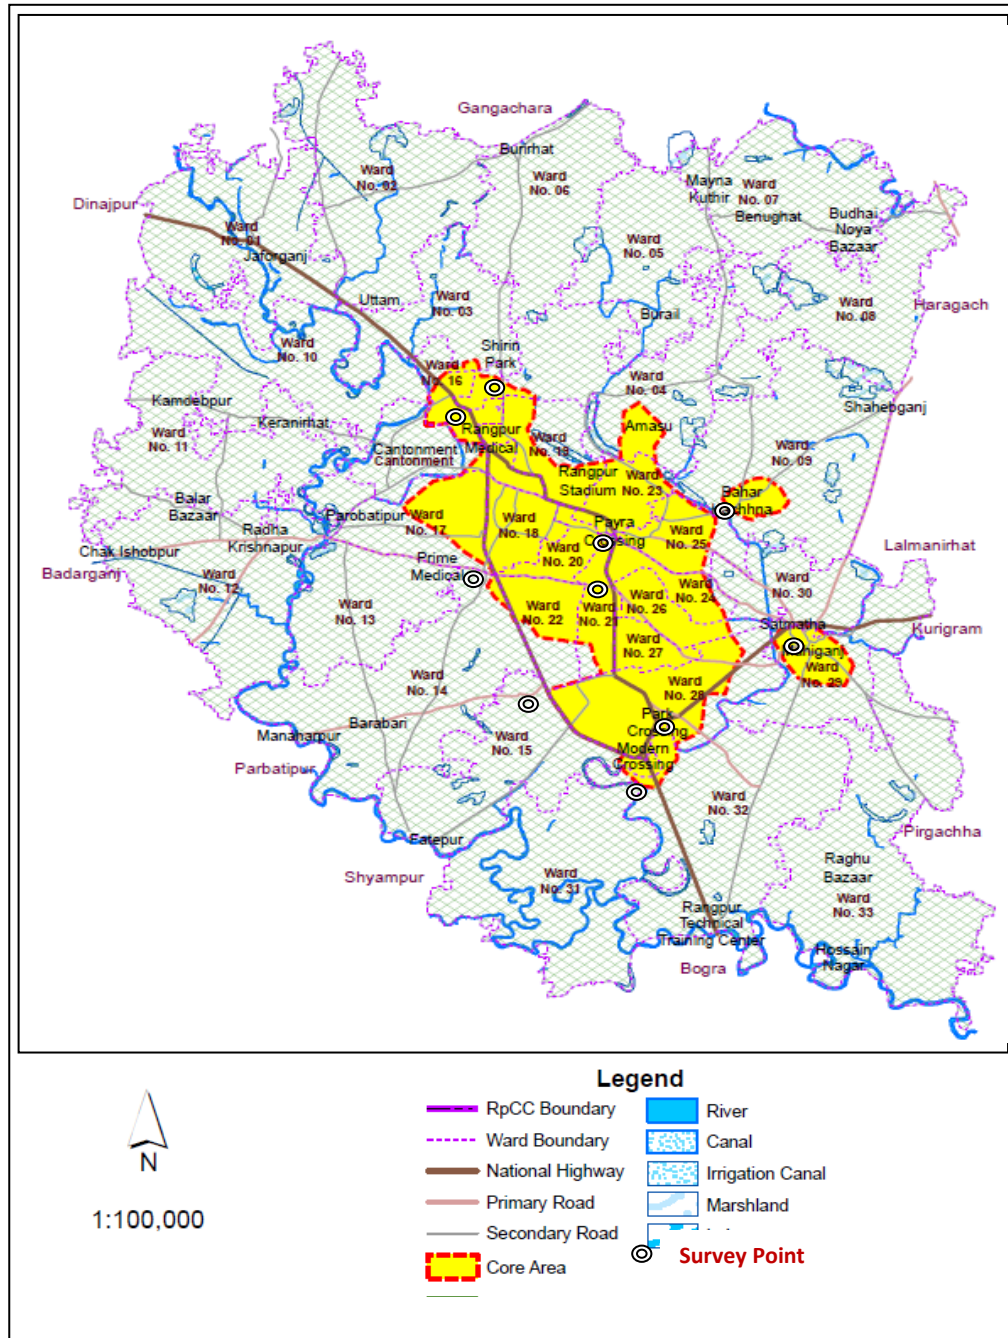 Gangachara
Burirhat
Ward
No. 02
Ward
No. 06
Mayna
Kuthir
Ward
No. 07
Benughat
Budhai
Noya
Bazaar
Dinajpur
Ward
No. 01
Jaforganj
Ward
No. 05
Uttam
Ward
No. 03
Burail
Ward
No. 08
Haragach
Ward
No. 10
Shirin
Park
Ward
No. 16
Ward
No. 04
Kamdebpur
Keranirhat
Shahebganj
Ward
No. 11
Rangpur
Medical
Amasu
Cantonment
Cantonment
Ward
No. 19
Ward
No. 09
Rangpur
Stadium
Ward
No. 23
Bahar
Balar
Bazaar
Radha
Krishnapur
Parobatipur
Ward
No. 17
Ward
No. 18
Payra
Crossing
Ward
No. 25
Lalmanirhat
Chak Ishobpur
Badarganj
Prime
Medical
Ward
No. 20
Ward
No. 12
Ward
No. 13
Ward
No. 22
Ward
No. 21
Ward
No. 26
Ward
No. 24
Ward
No. 30
Satmatha
Kurigram
Ward
No. 27
Ward
No. 29
Ward
No. 14
Ward
No. 28
Barabari
Manaharpur
Ward
No. 15
Park
Crossing
Modern
Crossing
Parbatipur
Ward
No. 32
Pirgachha
Fatepur
Shyampur
Ward
No. 31
Raghu
Bazaar
Ward
No. 33
Rangpur
Technical
Training Center
Bogra
Hossain
Nagar
Legend
RpCC Boundary
Ward Boundary
National Highway
Primary Road
Secondary Road
Core Area
River
Canal
Irrigation Canal
Marshland
Survey Point
N
1:100,000